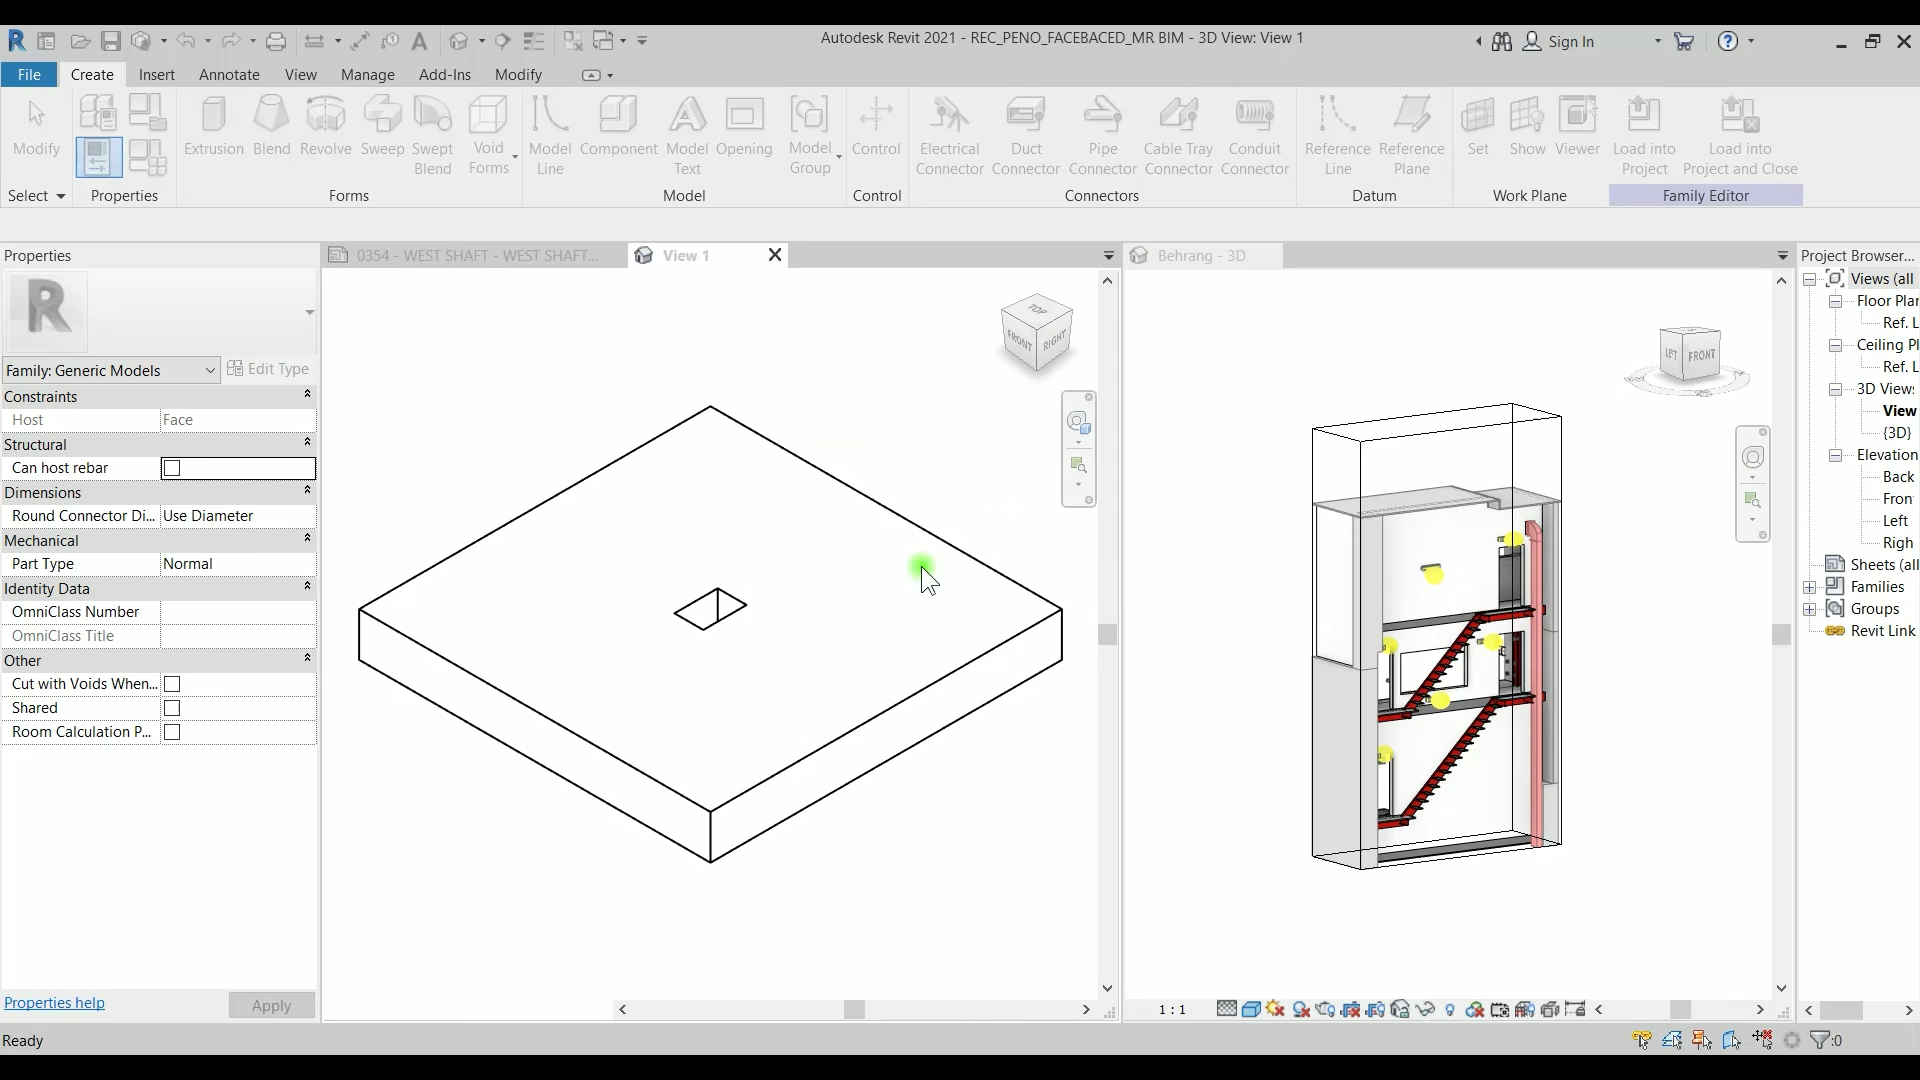 Autodesk Revit 2021 - REC_PENO_FACEBACED_MR BIM - 3D View: View 1
Sign In
File
Create
Insert
Annotate
View
Manage
Add-Ins
Modify
Modify
Extrusion
Blend
Revolve
Sweep
Swept
Blend
Void
Forms
Model
Line
Component
Model
Text
Opening
Model
Group
Control
Electrical
Connector
Duct
Connector
Pipe
Connector
Cable Tray
Connector
Conduit
Connector
Reference
Line
Reference
Plane
Set
Show
Viewer
Load into
Project
Load into
Project and Close
Select
Properties
Forms
Model
Control
Connectors
Datum
Work Plane
Family Editor
Properties
Family: Generic Models
Edit Type
Constraints
Host Face
Structural
Can host rebar
Dimensions
Round Connector Di... Use Diameter
Mechanical
Part Type Normal
Identity Data
OmniClass Number
OmniClass Title
Other
Cut with Voids When...
Shared
Room Calculation P...
Properties help
Apply
Ready
0354 - WEST SHAFT - WEST SHAFT...
View 1
TOP
FRONT
RIGHT
Behrang - 3D
LEFT
FRONT
1 : 1
Project Browser...
Views (all
Floor Plan
Ref. L
Ceiling Pl
Ref. L
3D Views
View
{3D}
Elevation
Back
Fron
Left
Righ
Sheets (all
Families
Groups
Revit Link
:0